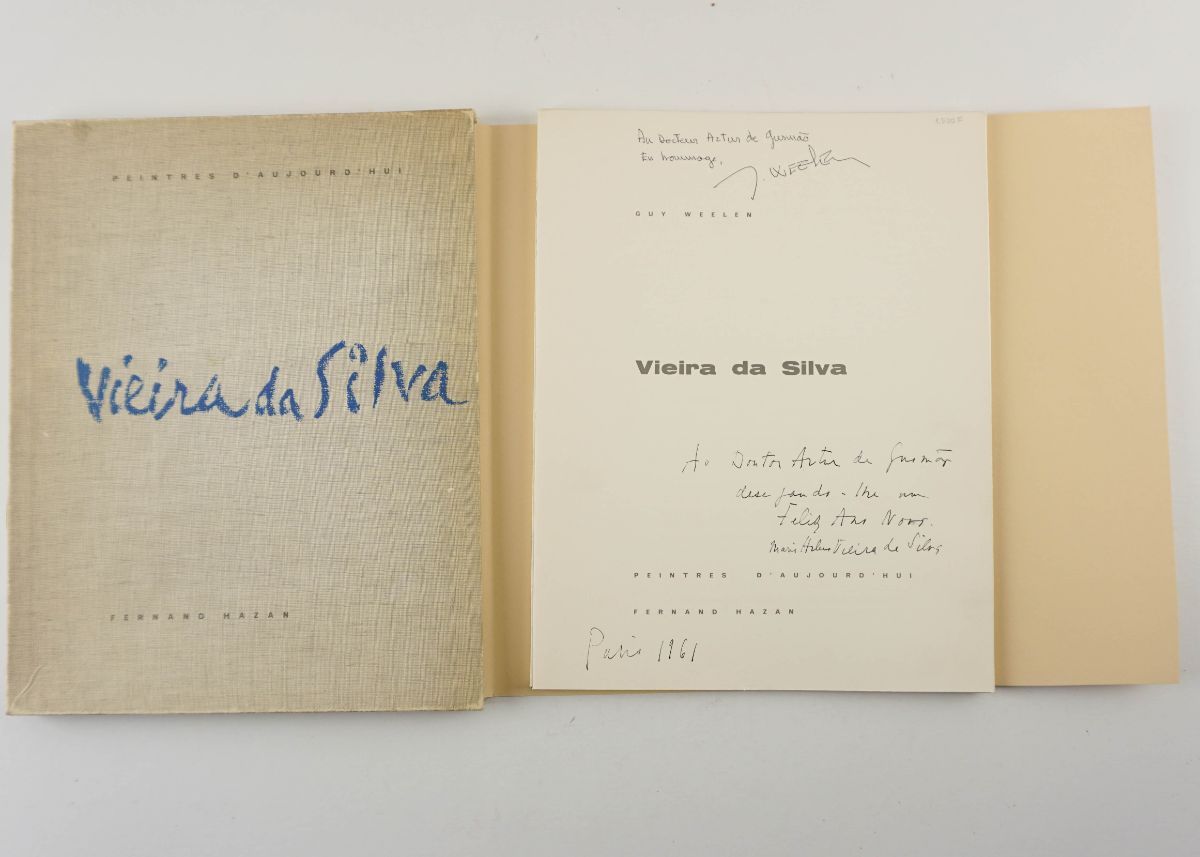 PEINTRES D'AUJOURD'HUI
Vieira da Silva
FERNAND HAZAN
Au Docteur Artur de Gusmão
En hommage,
G. WEELEN
GUY WEELEN
Vieira da Silva
Ao Doutor Artur de Gusmão
desejando-lhe um
Feliz Ano Novo.
Maria Helena Vieira da Silva
PEINTRES D'AUJOURD'HUI
FERNAND HAZAN
Paris 1961